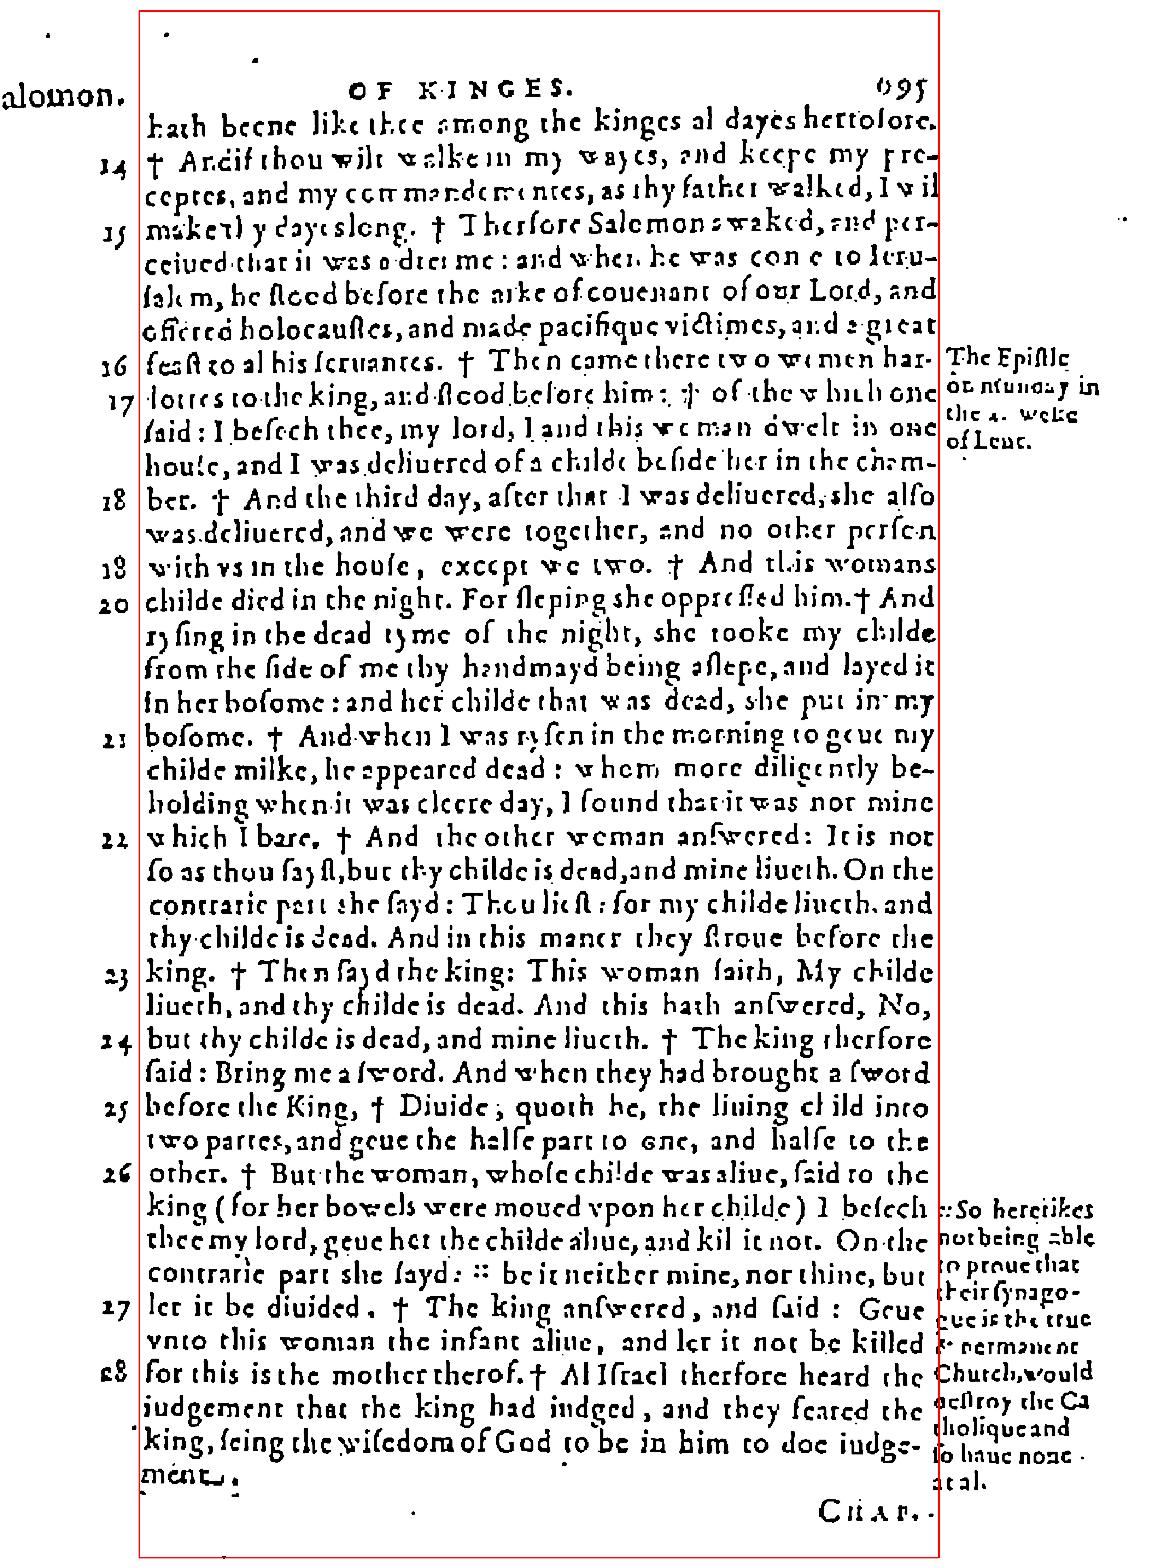 alomon.
OF KINGES. 695
hath beene like thee among the kinges al dayes hertofore.
14 † And if thou wilt walke in my wayes, and keepe my pre-
ceptes, and my commandementes, as thy father walked, I wil
15 make thy dayes long. † Therfore Salomon awaked, and per-
ceiued that it was a dreame: and when he was come to Ieru-
salem, he stood before the arke of couenant of our Lord, and
offered holocaustes, and made pacifique victimes, and a great
16 feast to al his seruantes. † Then came there two wemen har-
17 lottes to the king, and stood before him: † of the which one
said: I besech thee, my lord, I and this woman dwelt in one
house, and I was deliuered of a childe beside her in the cham-
18 ber. † And the third day, after that I was deliuered, she also
was deliuered, and we were together, and no other person
18 with vs in the house, except we two. † And this womans
20 childe died in the night. For sleping she oppressed him. † And
rysing in the dead tyme of the night, she tooke my childe
from the side of me thy handmayd being aslepe, and layed it
in her bosome: and her childe that was dead, she put in my
21 bosome. † And when I was rysen in the morning to geue my
childe milke, he appeared dead: whom more diligently be-
holding when it was cleere day, I found that it was not mine
22 which I bare. † And the other woman answered: It is not
so as thou sayst, but thy childe is dead, and mine liueth. On the
contrarie part she sayd: Thou liest: for my childe liueth, and
thy childe is dead. And in this maner they stroue before the
23 king. † Then sayd the king: This woman saith, My childe
liueth, and thy childe is dead. And this hath answered, No,
24 but thy childe is dead, and mine liueth. † The king therfore
said: Bring me a sword. And when they had brought a sword
25 before the King, † Diuide, quoth he, the liuing child into
two partes, and geue the halfe part to one, and halfe to the
26 other. † But the woman, whose childe was aliue, said to the
king (for her bowels were moued vpon her childe) I besech
thee my lord, geue her the childe aliue, and kil it not. On the
contrarie part she sayd: :: be it neither mine, nor thine, but
27 let it be diuided. † The king answered, and said: Geue
vnto this woman the infant aliue, and let it not be killed
28 for this is the mother therof. † Al Israel therfore heard the
iudgement that the king had iudged, and they feared the
king, seing the wisedom of God to be in him to doe iudge-
ment.
CHAP.
The Epistle
on munday in
the 4. weke
of Lent.
:: So heretikes
not being able
to proue that
their synago-
gue is the true
& permanent
Church, would
destroy the Ca
tholique and
so haue none
at al.